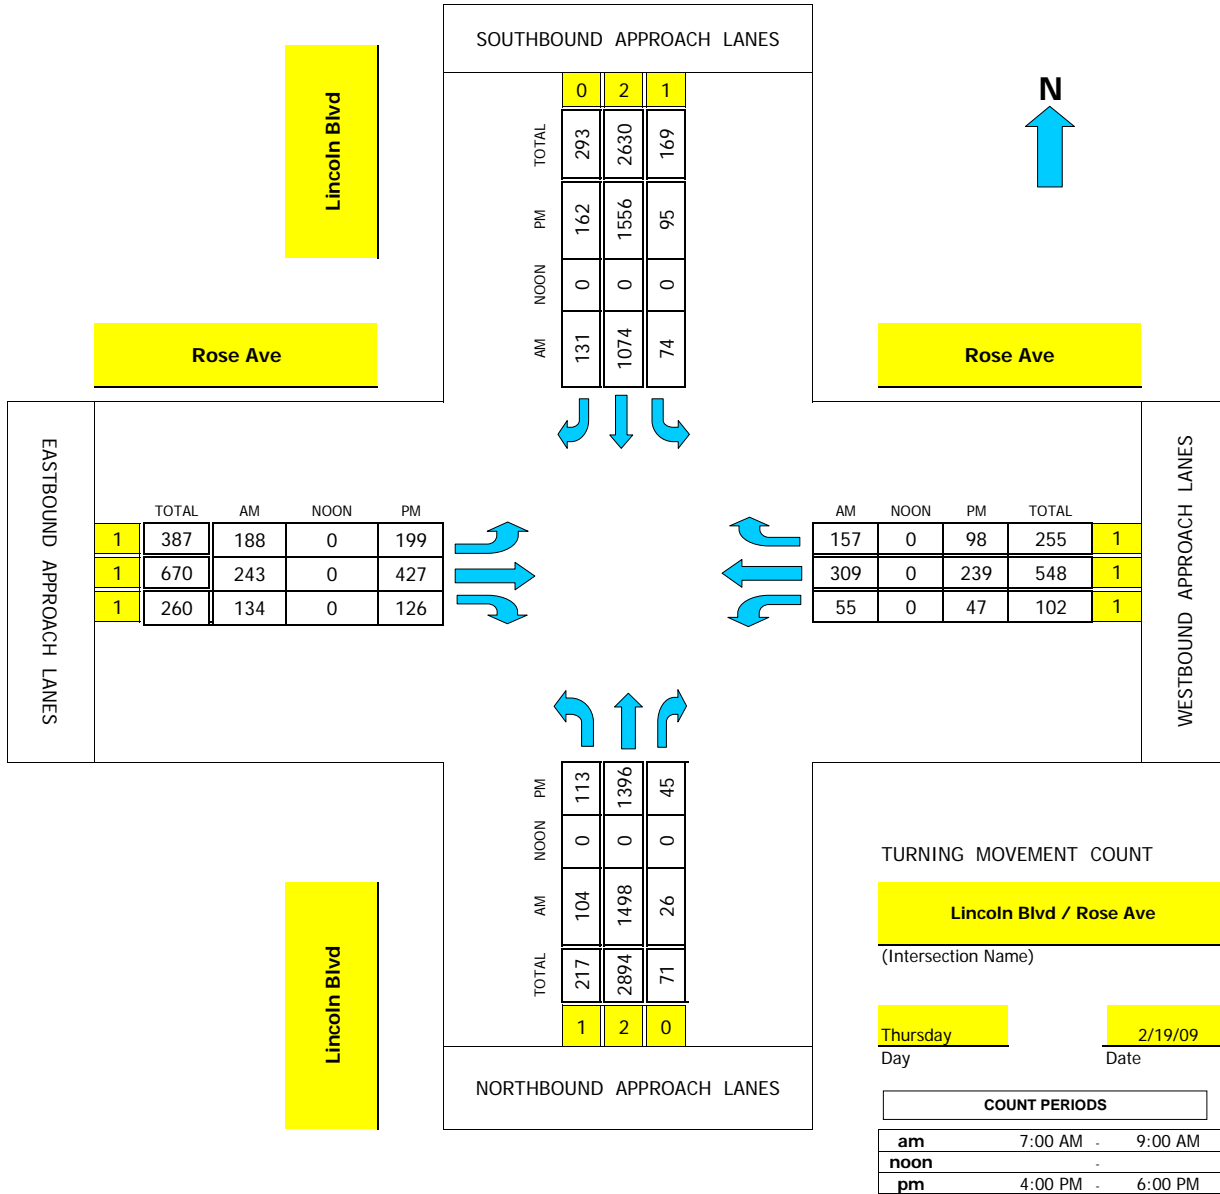 SOUTHBOUND APPROACH LANES
0 2 1
TOTAL 293 2630 169
PM 162 1556 95
NOON 0 0 0
AM 131 1074 74
N
Lincoln Blvd
Rose Ave
Rose Ave
EASTBOUND APPROACH LANES
TOTAL AM NOON PM
1 387 188 0 199
1 670 243 0 427
1 260 134 0 126
AM NOON PM TOTAL
157 0 98 255 1
309 0 239 548 1
55 0 47 102 1
WESTBOUND APPROACH LANES
PM 113 1396 45
NOON 0 0 0
AM 104 1498 26
TOTAL 217 2894 71
1 2 0
NORTHBOUND APPROACH LANES
Lincoln Blvd
TURNING MOVEMENT COUNT
Lincoln Blvd / Rose Ave
(Intersection Name)
Thursday 2/19/09
Day Date
COUNT PERIODS
am 7:00 AM - 9:00 AM
noon -
pm 4:00 PM - 6:00 PM